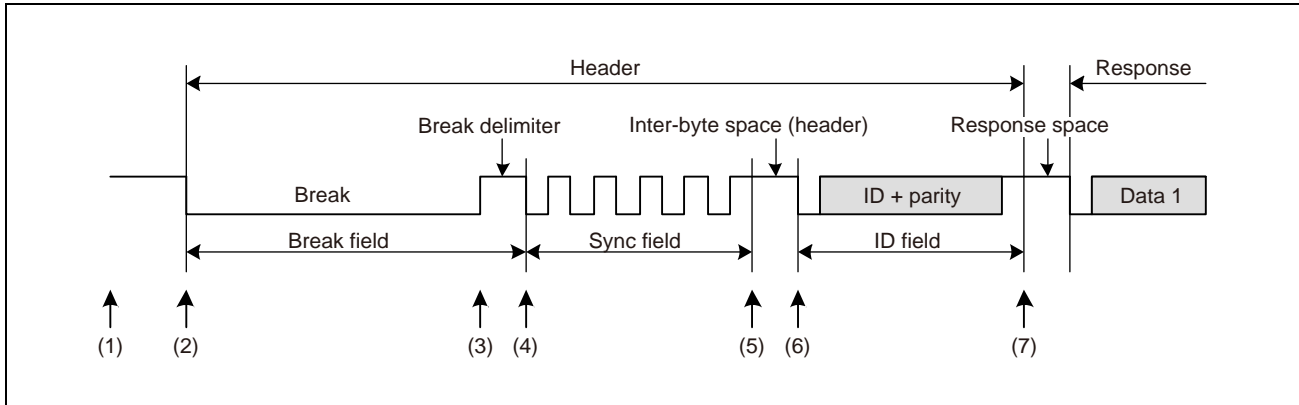 Header
Response
Break delimiter
Inter-byte space (header)
Response space
Break
ID + parity
Data 1
Break field
Sync field
ID field
(1)
(2)
(3)
(4)
(5)
(6)
(7)